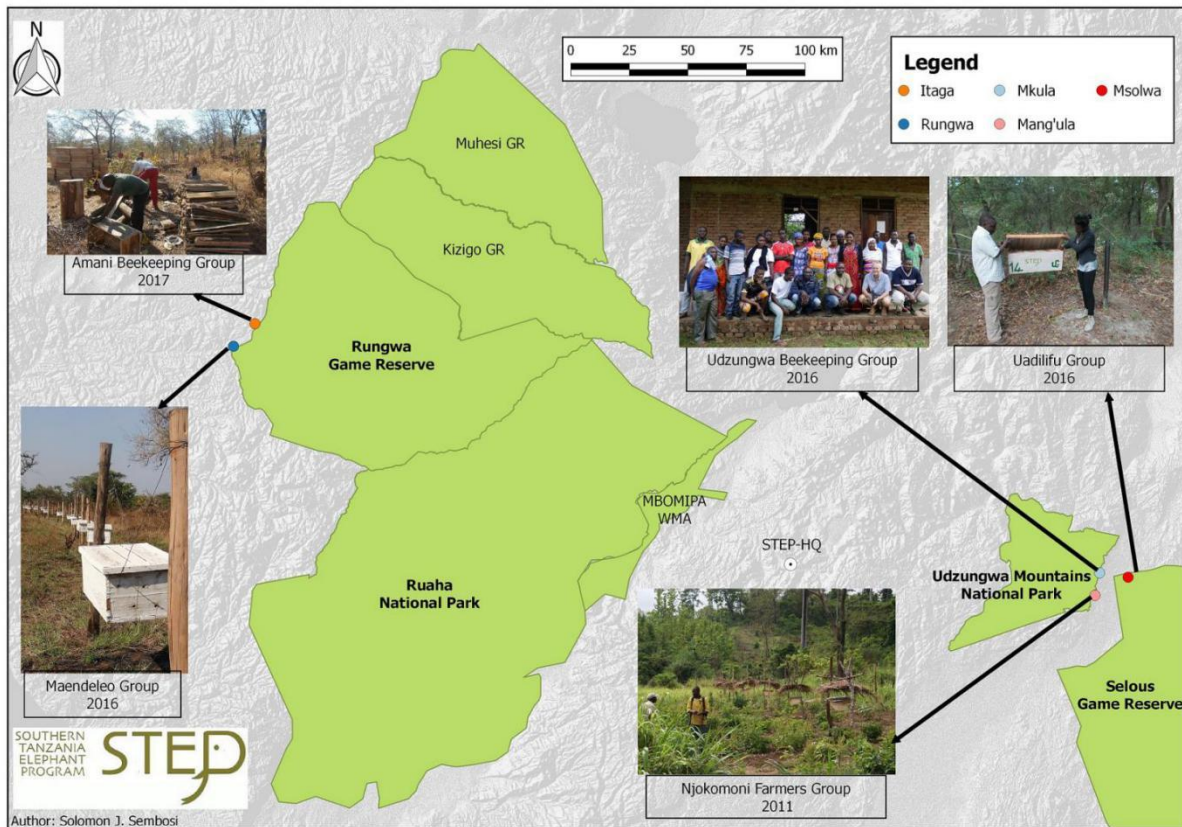 N
0 25 50 75 100 km
Legend
Itaga Mkula Msolwa
Rungwa Mang'ula
Muhesi GR
Kizigo GR
Amani Beekeeping Group
2017
Rungwa
Game Reserve
14 STEP
Udzungwa Beekeeping Group
2016
Uadilifu Group
2016
MBOMIPA
WMA
STEP-HQ
Ruaha
National Park
Udzungwa Mountains
National Park
Maendeleo Group
2016
Selous
Game Reserve
Njokomoni Farmers Group
2011
SOUTHERN
TANZANIA
ELEPHANT
PROGRAM
STEP
Author: Solomon J. Sembosi